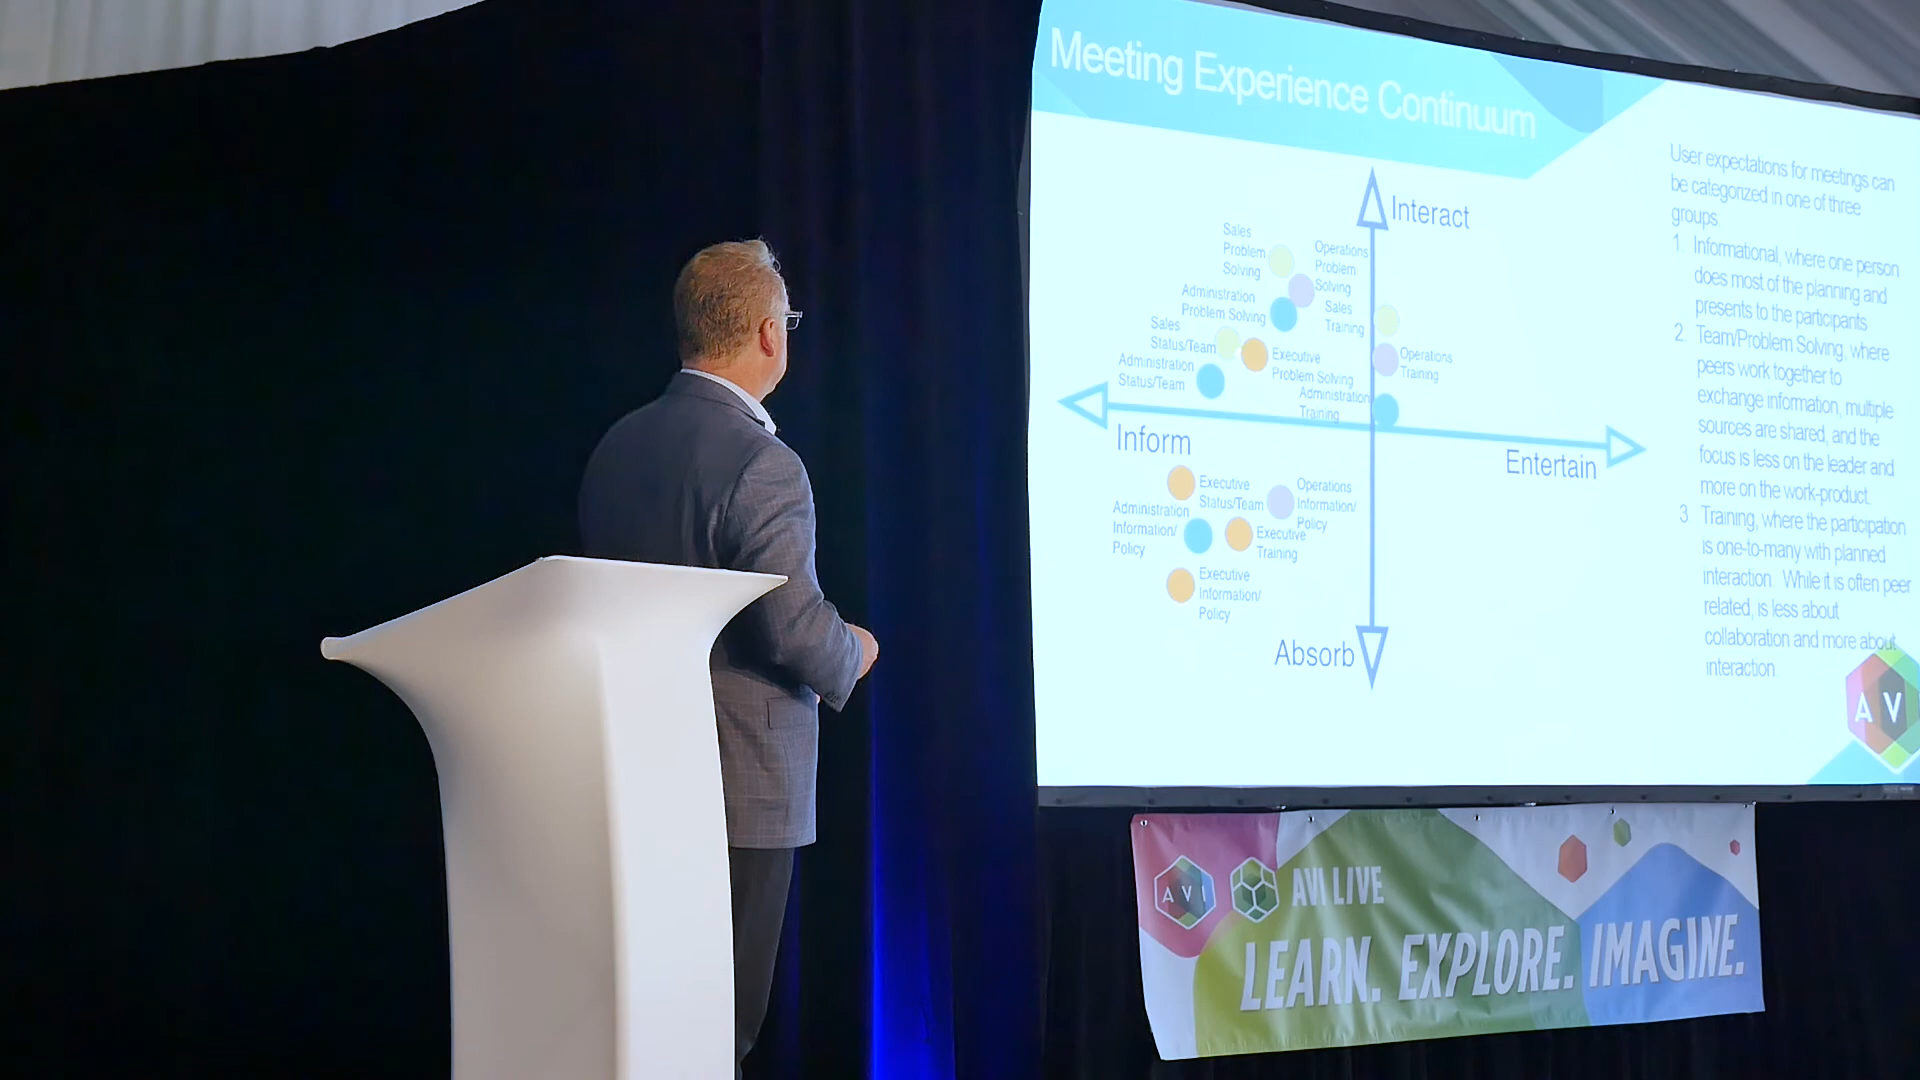 Meeting Experience Continuum
Interact
Sales
Problem
Solving
Operations
Problem
Solving
Administration
Problem Solving
Sales
Training
Sales
Status/Team
Executive
Problem Solving
Operations
Training
Administration
Status/Team
Administration
Training
Inform
Entertain
Executive
Status/Team
Operations
Information/
Policy
Administration
Information/
Policy
Executive
Training
Executive
Information/
Policy
Absorb
User expectations for meetings can
be categorized in one of three
groups
1. Informational, where one person
does most of the planning and
presents to the participants
2. Team/Problem Solving, where
peers work together to
exchange information, multiple
sources are shared, and the
focus is less on the leader and
more on the work-product.
3 Training, where the participation
is one-to-many with planned
interaction. While it is often peer
related, is less about
collaboration and more about
interaction
AV
AVI
AVI LIVE
LEARN. EXPLORE. IMAGINE.